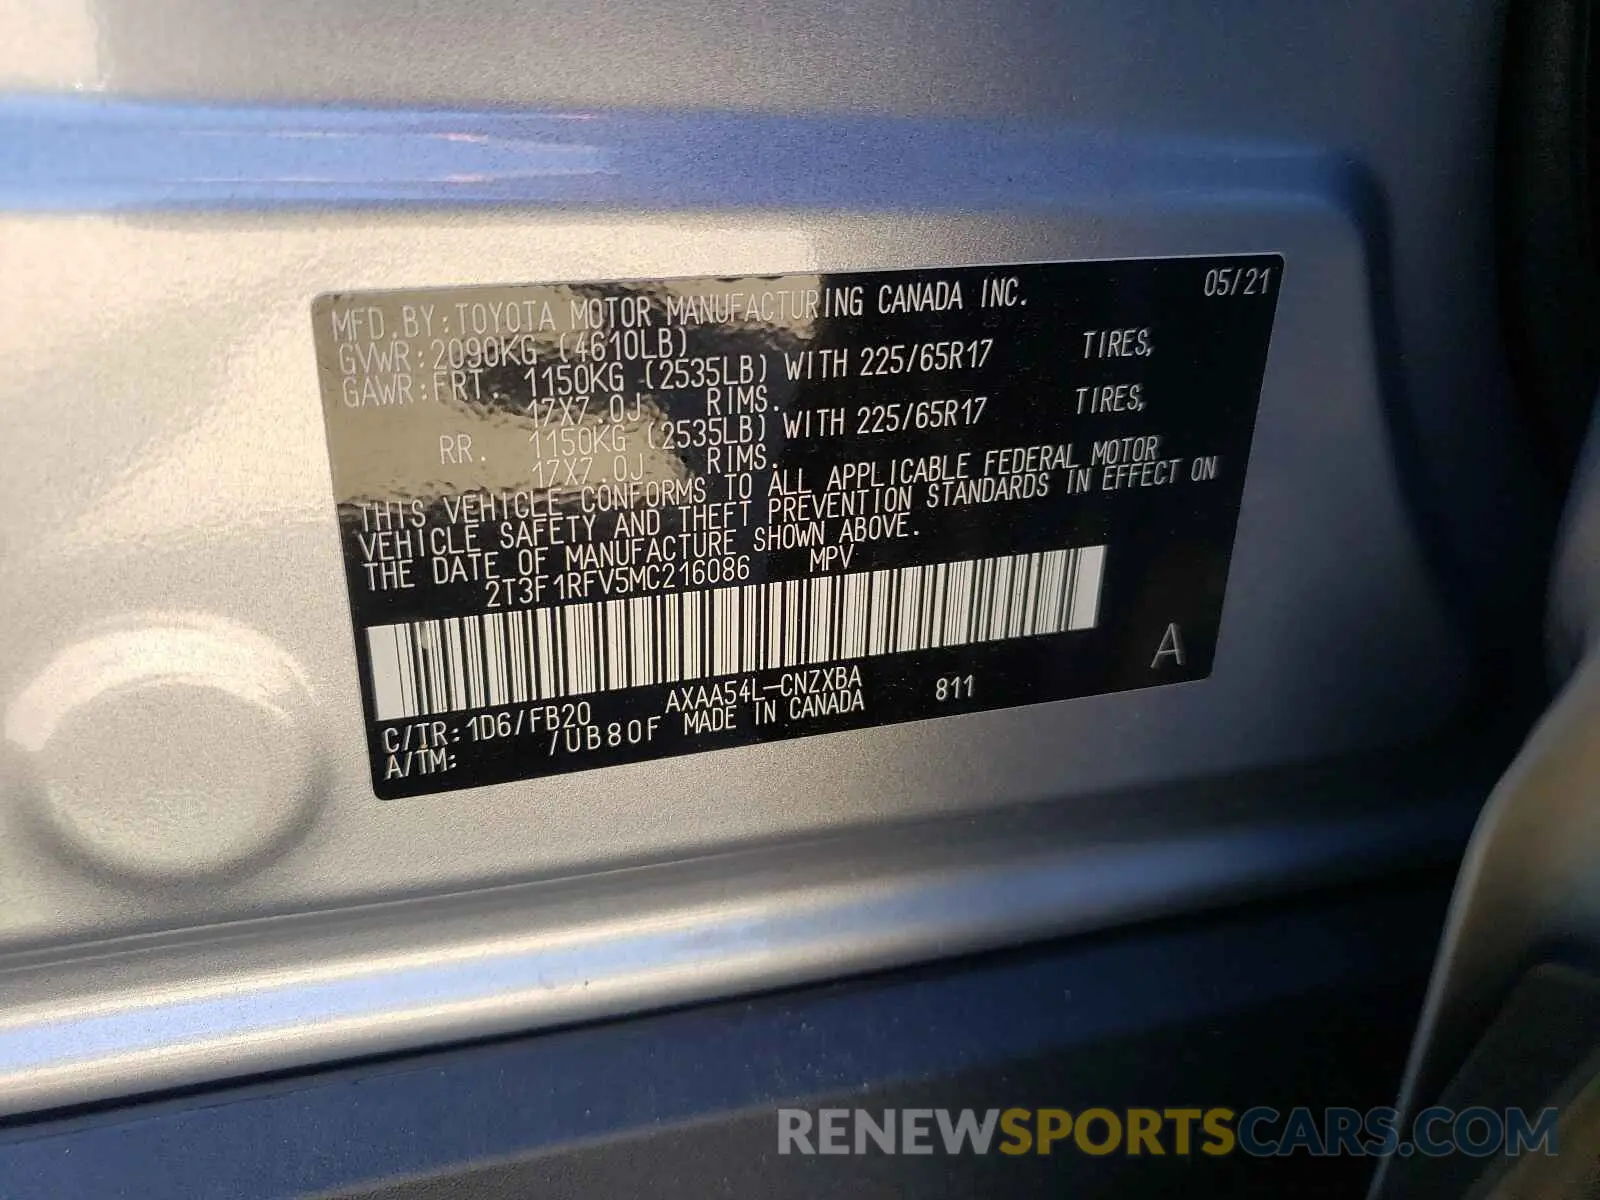 MFD.BY:TOYOTA MOTOR MANUFACTURING CANADA INC. 05/21
GVWR:2090KG (4610LB)
GAWR:FRT. 1150KG (2535LB) WITH 225/65R17 TIRES,
17X7.0J RIMS.
RR. 1150KG (2535LB) WITH 225/65R17 TIRES,
17X7.0J RIMS.
THIS VEHICLE CONFORMS TO ALL APPLICABLE FEDERAL MOTOR
VEHICLE SAFETY AND THEFT PREVENTION STANDARDS IN EFFECT ON
THE DATE OF MANUFACTURE SHOWN ABOVE.
2T3F1RFV5MC216086 MPV
A
C/TR:1D6/FB20 AXAA54L-CNZXBA 811
A/TM: /UB80F MADE IN CANADA
RENEWSPORTSCARS.COM